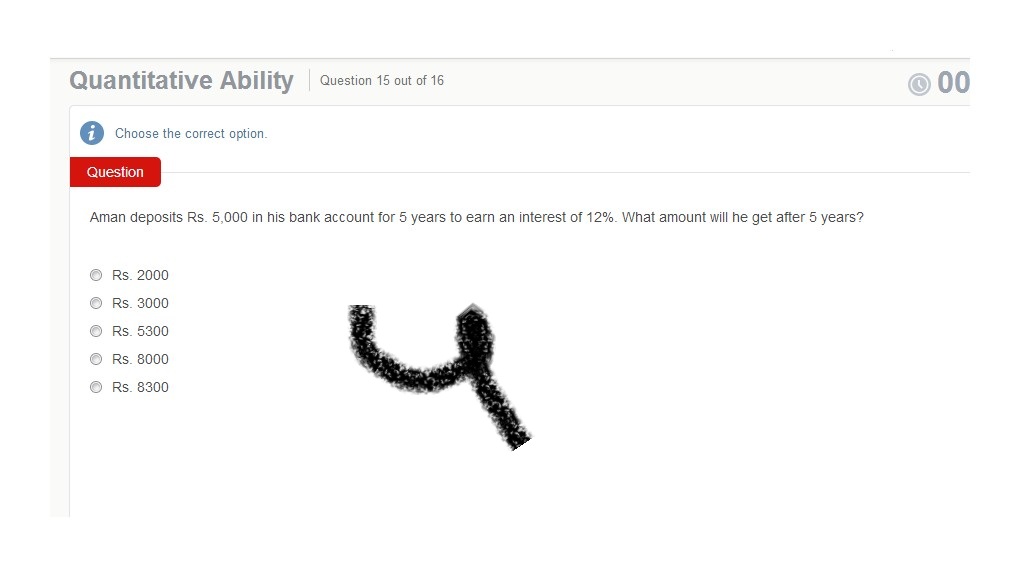 Quantitative Ability
Question 15 out of 16
00
Choose the correct option.
Question
Aman deposits Rs. 5,000 in his bank account for 5 years to earn an interest of 12%. What amount will he get after 5 years?
Rs. 2000
Rs. 3000
Rs. 5300
Rs. 8000
Rs. 8300